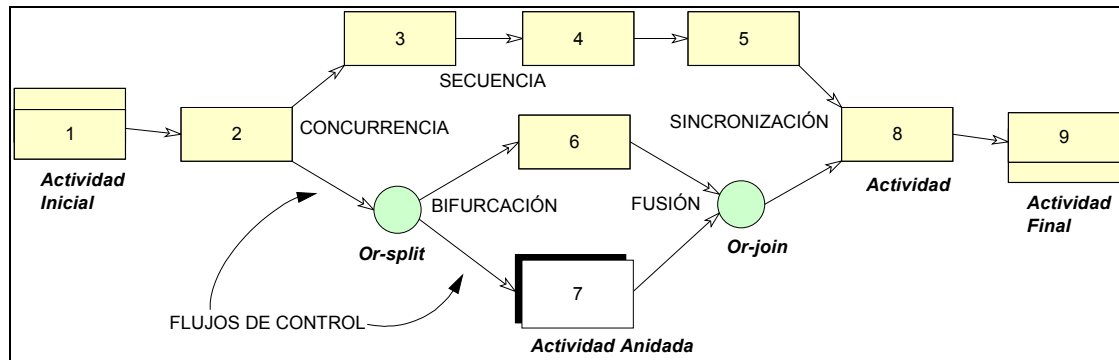 3
4
5
SECUENCIA
1
2
CONCURRENCIA
SINCRONIZACIÓN
6
8
9
Actividad
Inicial
BIFURCACIÓN
FUSIÓN
Actividad
Actividad
Final
Or-split
Or-join
7
FLUJOS DE CONTROL
Actividad Anidada